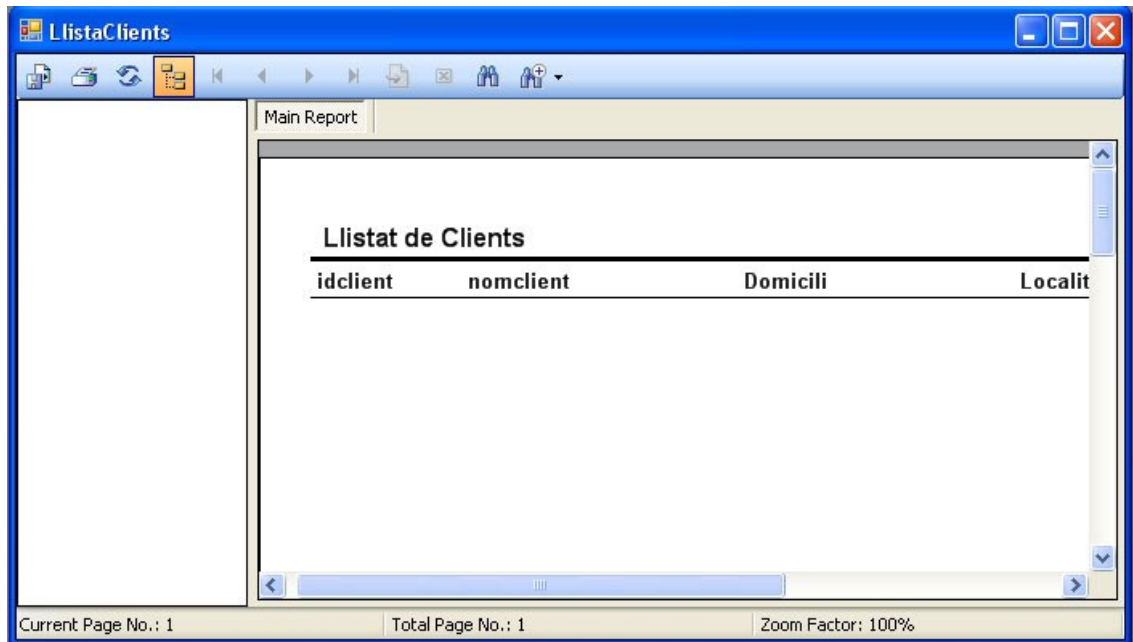 LlistaClients
Main Report
Llistat de Clients
idclient nomclient Domicili Localit
Current Page No.: 1 Total Page No.: 1 Zoom Factor: 100%